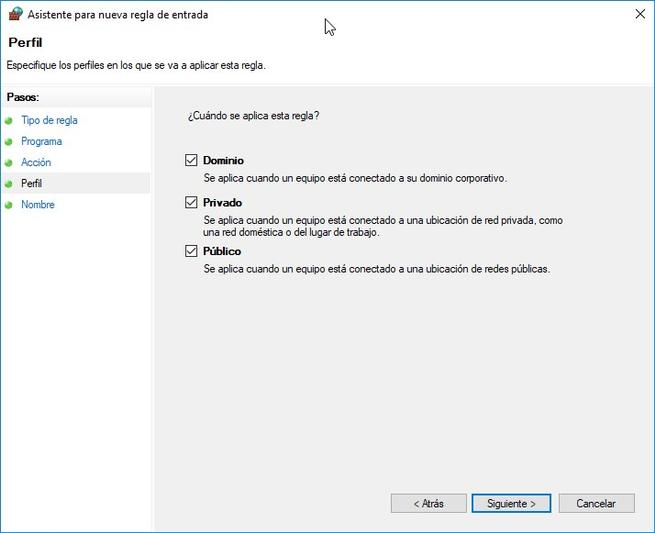 Asistente para nueva regla de entrada
Perfil
Especifique los perfiles en los que se va a aplicar esta regla.
Pasos:
Tipo de regla
Programa
Acción
Perfil
Nombre
¿Cuándo se aplica esta regla?
Dominio
Se aplica cuando un equipo está conectado a su dominio corporativo.
Privado
Se aplica cuando un equipo está conectado a una ubicación de red privada, como
una red doméstica o del lugar de trabajo.
Público
Se aplica cuando un equipo está conectado a una ubicación de redes públicas.
< Atrás
Siguiente >
Cancelar